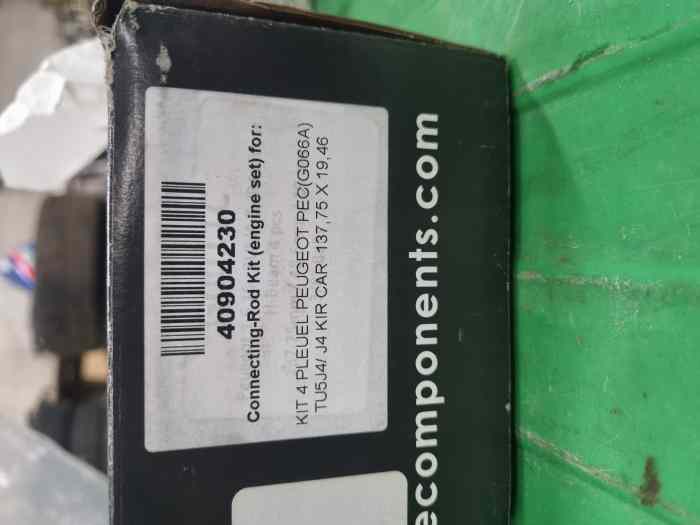 40904230
Connecting-Rod Kit (engine set) for:
KIT 4 PLEUEL PEUGEOT PEC(G066A)
TU5J4/ J4 KIR CAR -137,75 X 19,46
ecomponents.com